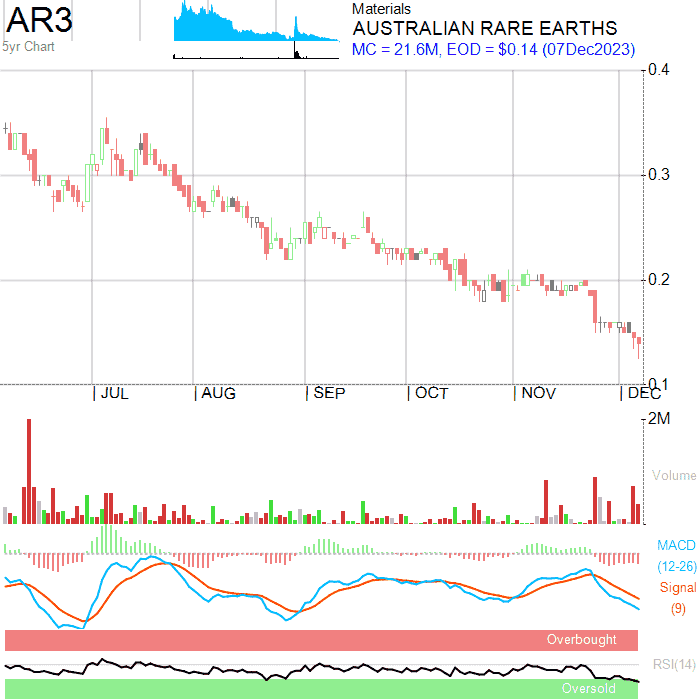 AR3
5yr Chart
Materials
AUSTRALIAN RARE EARTHS
MC = 21.6M, EOD = $0.14 (07Dec2023)
0.4
0.3
0.2
0.1
JUL AUG SEP OCT NOV DEC
2M
Volume
MACD
(12-26)
Signal
(9)
Overbought
RSI(14)
Oversold